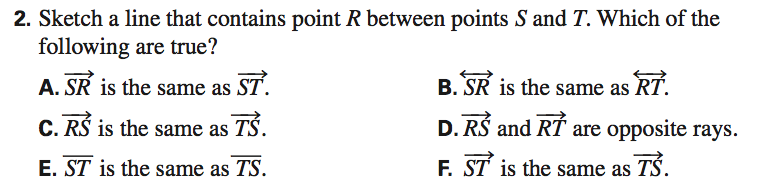 2. Sketch a line that contains point R between points S and T. Which of the
following are true?
A. $\overrightarrow{SR}$ is the same as $\overrightarrow{ST}$.
B. $\overleftrightarrow{SR}$ is the same as $\overleftrightarrow{RT}$.
C. $\overrightarrow{RS}$ is the same as $\overrightarrow{TS}$.
D. $\overrightarrow{RS}$ and $\overrightarrow{RT}$ are opposite rays.
E. $\overline{ST}$ is the same as $\overline{TS}$.
F. $\overrightarrow{ST}$ is the same as $\overrightarrow{TS}$.